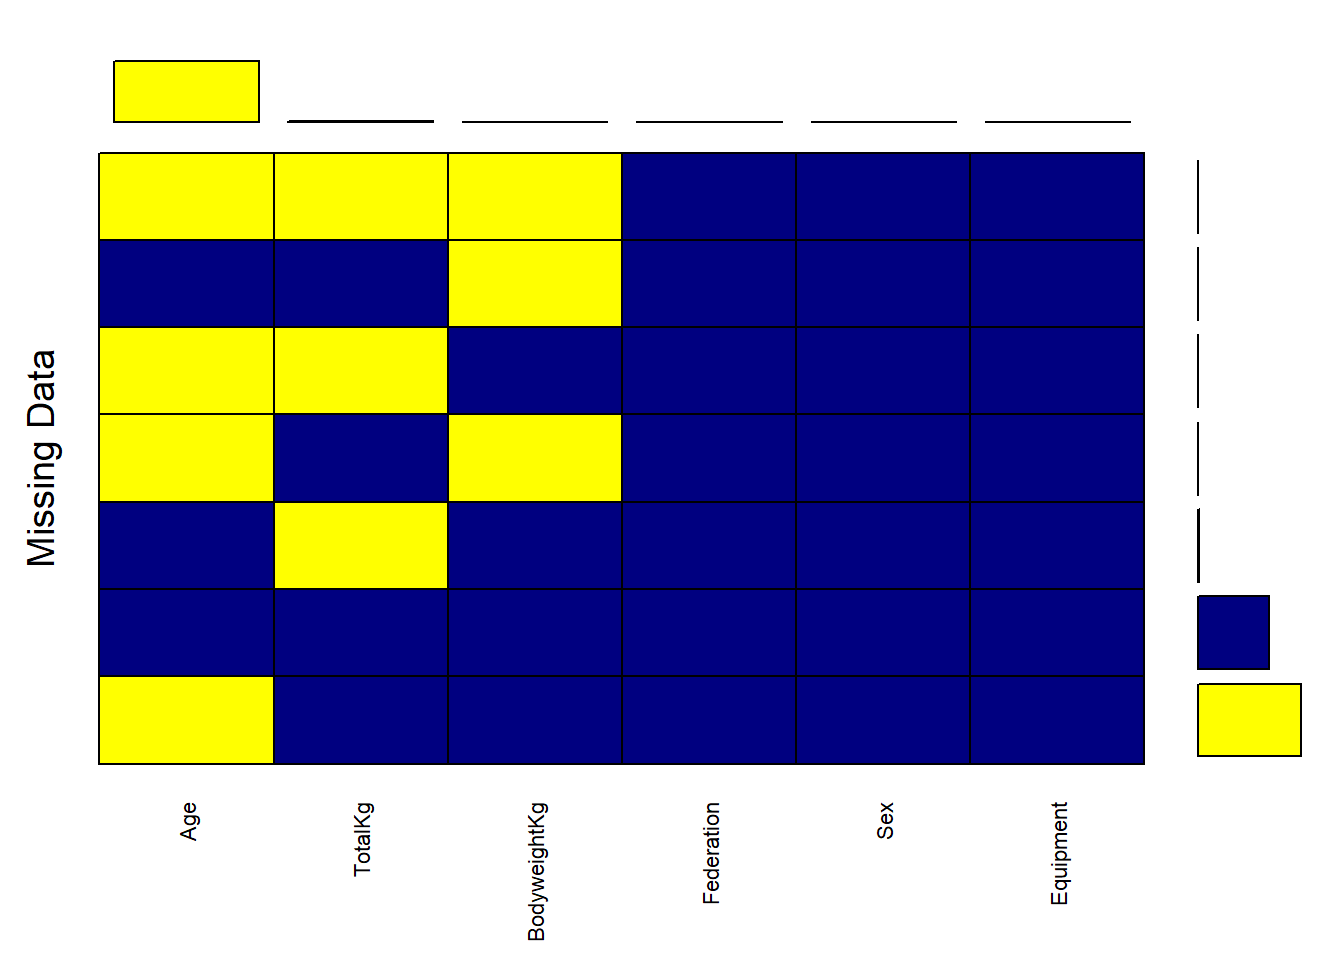 Missing Data
Age
TotalKg
BodyweightKg
Federation
Sex
Equipment